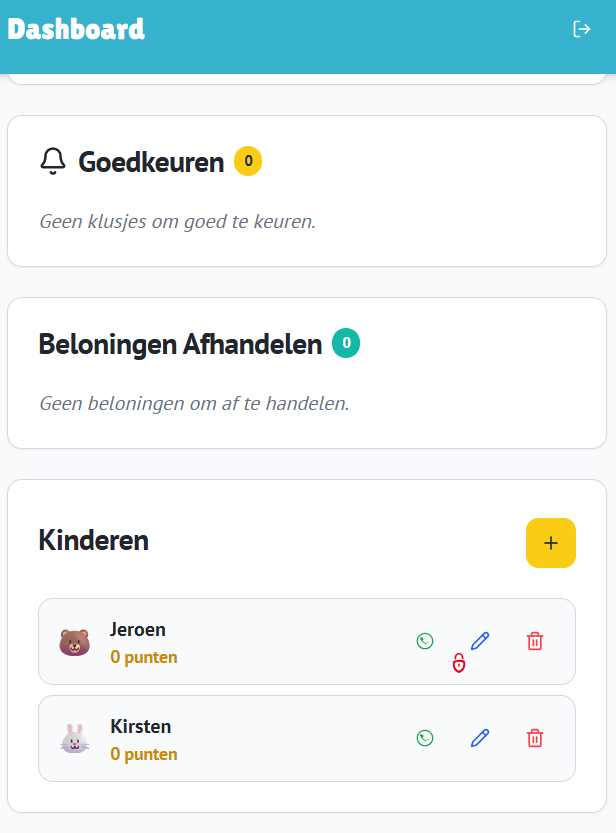 Dashboard
Goedkeuren 0
Geen klusjes om goed te keuren.
Beloningen Afhandelen 0
Geen beloningen om af te handelen.
Kinderen
+
Jeroen
0 punten
Kirsten
0 punten